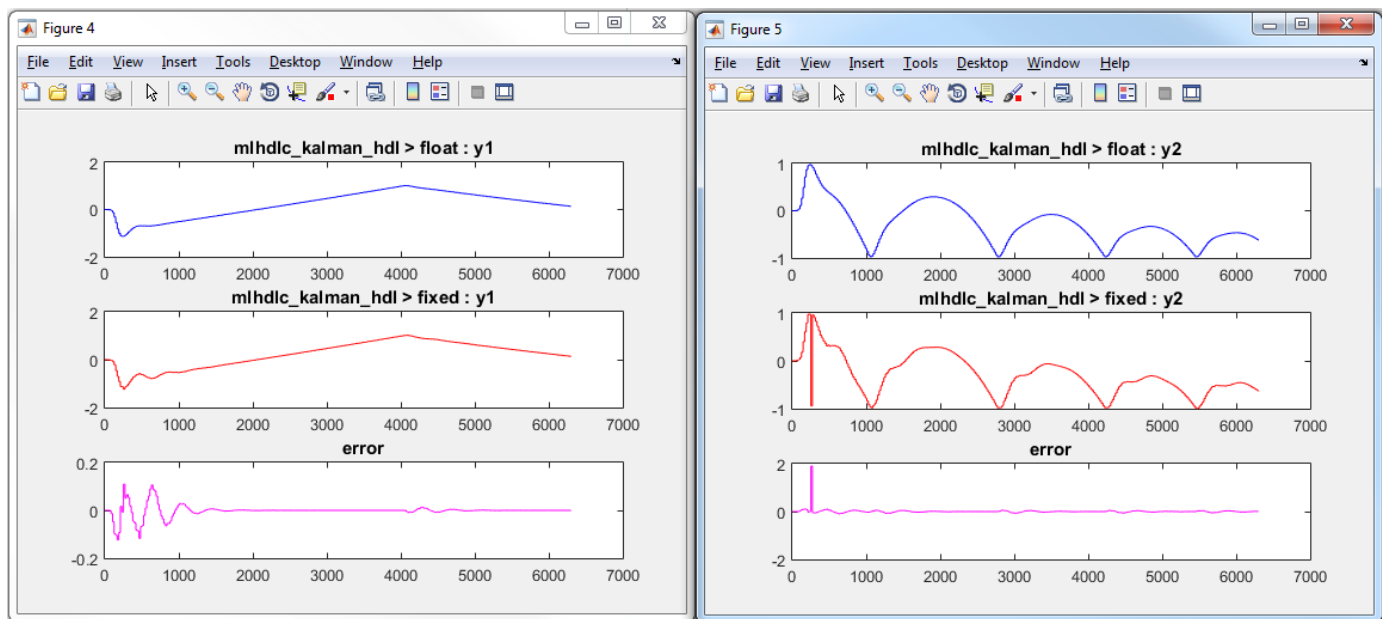 Figure 4
File Edit View Insert Tools Desktop Window Help
mlhdlc_kalman_hdl > float : y1
2
0
-2
0 1000 2000 3000 4000 5000 6000 7000
mlhdlc_kalman_hdl > fixed : y1
2
0
-2
0 1000 2000 3000 4000 5000 6000 7000
error
0.2
0
-0.2
0 1000 2000 3000 4000 5000 6000 7000
Figure 5
File Edit View Insert Tools Desktop Window Help
mlhdlc_kalman_hdl > float : y2
1
0
-1
0 1000 2000 3000 4000 5000 6000 7000
mlhdlc_kalman_hdl > fixed : y2
1
0
-1
0 1000 2000 3000 4000 5000 6000 7000
error
2
0
-2
0 1000 2000 3000 4000 5000 6000 7000